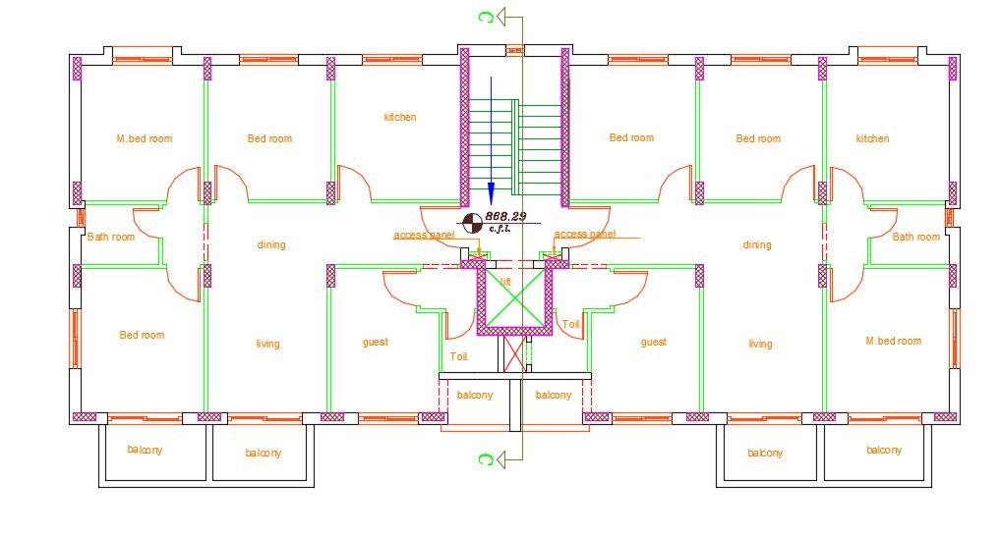 C
M.bed room
Bed room
kitchen
Bed room
Bed room
kitchen
868.29
c.f.l.
access panel
access panel
Bath room
dining
dining
Bath room
lift
Bed room
living
guest
Toil.
Toil.
guest
living
M.bed room
balcony
balcony
balcony
balcony
balcony
balcony
C